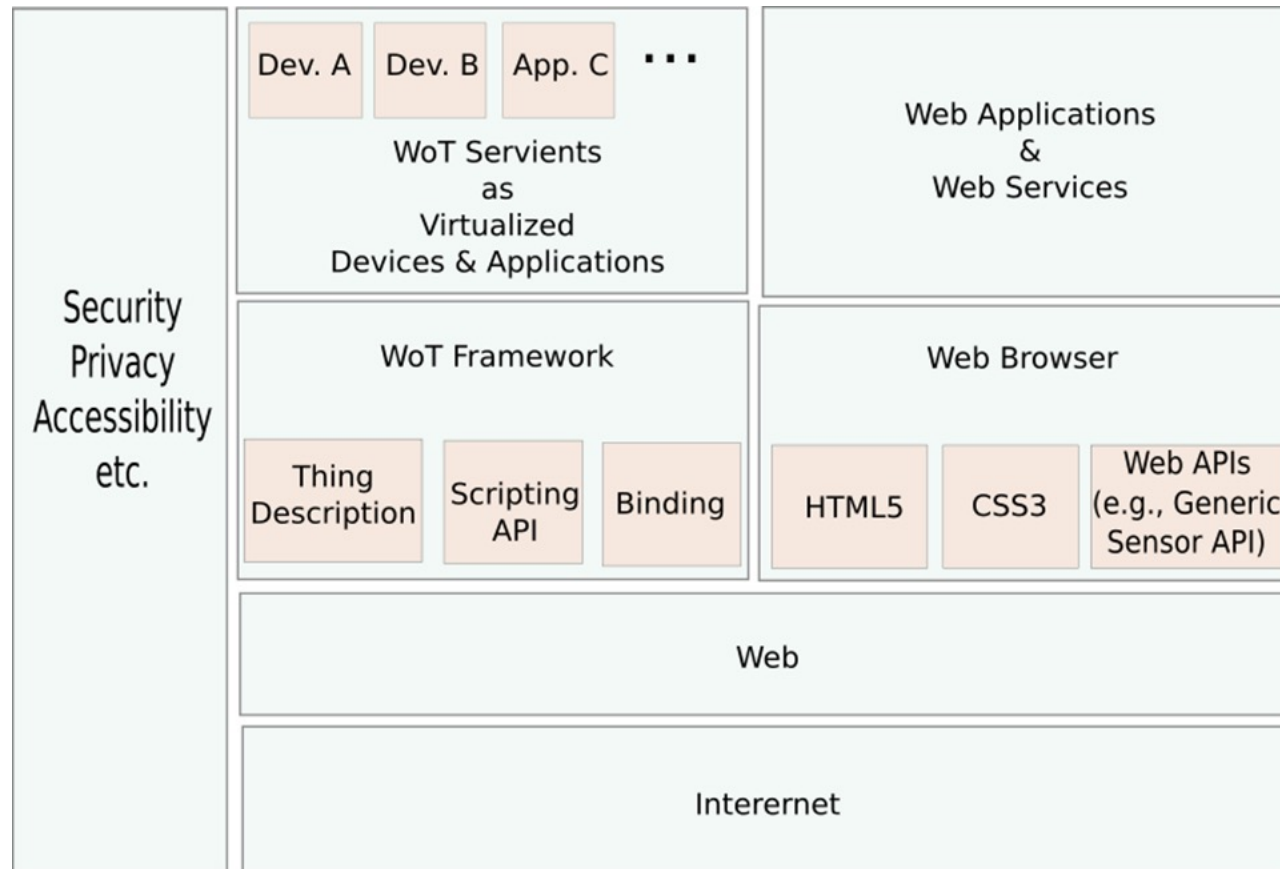 Security
Privacy
Accessibility
etc.
Dev. A
Dev. B
App. C
...
WoT Servients
as
Virtualized
Devices & Applications
Web Applications
&
Web Services
WoT Framework
Thing
Description
Scripting
API
Binding
Web Browser
HTML5
CSS3
Web APIs
(e.g., Generic
Sensor API)
Web
Interernet